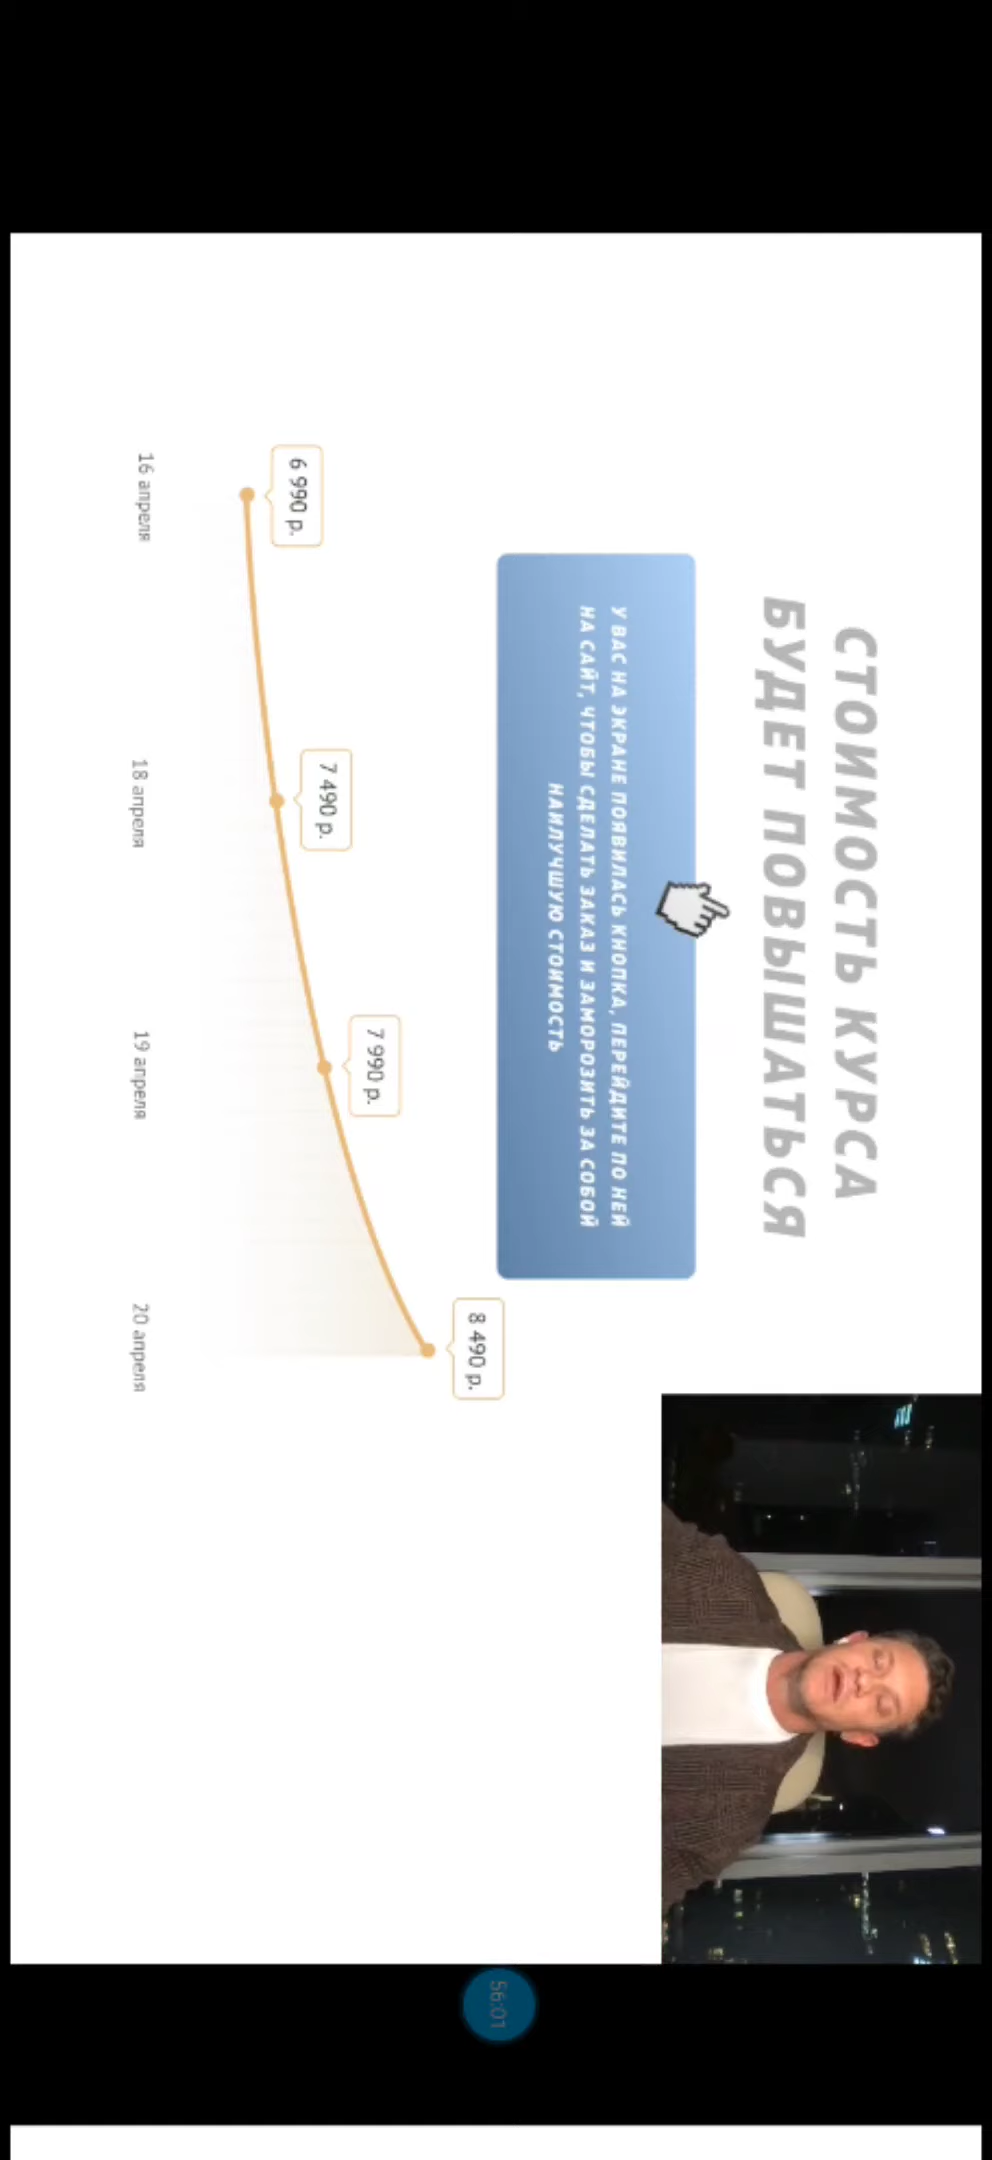 СТОИМОСТЬ КУРСА
БУДЕТ ПОВЫШАТЬСЯ
У ВАС НА ЭКРАНЕ ПОЯВИЛАСЬ КНОПКА, ПЕРЕЙДИТЕ ПО НЕЙ
НА САЙТ, ЧТОБЫ СДЕЛАТЬ ЗАКАЗ И ЗАМОРОЗИТЬ ЗА СОБОЙ
НАИЛУЧШУЮ СТОИМОСТЬ
8 490 р.
7 990 р.
7 490 р.
6 990 р.
16 апреля
18 апреля
19 апреля
20 апреля
56:01